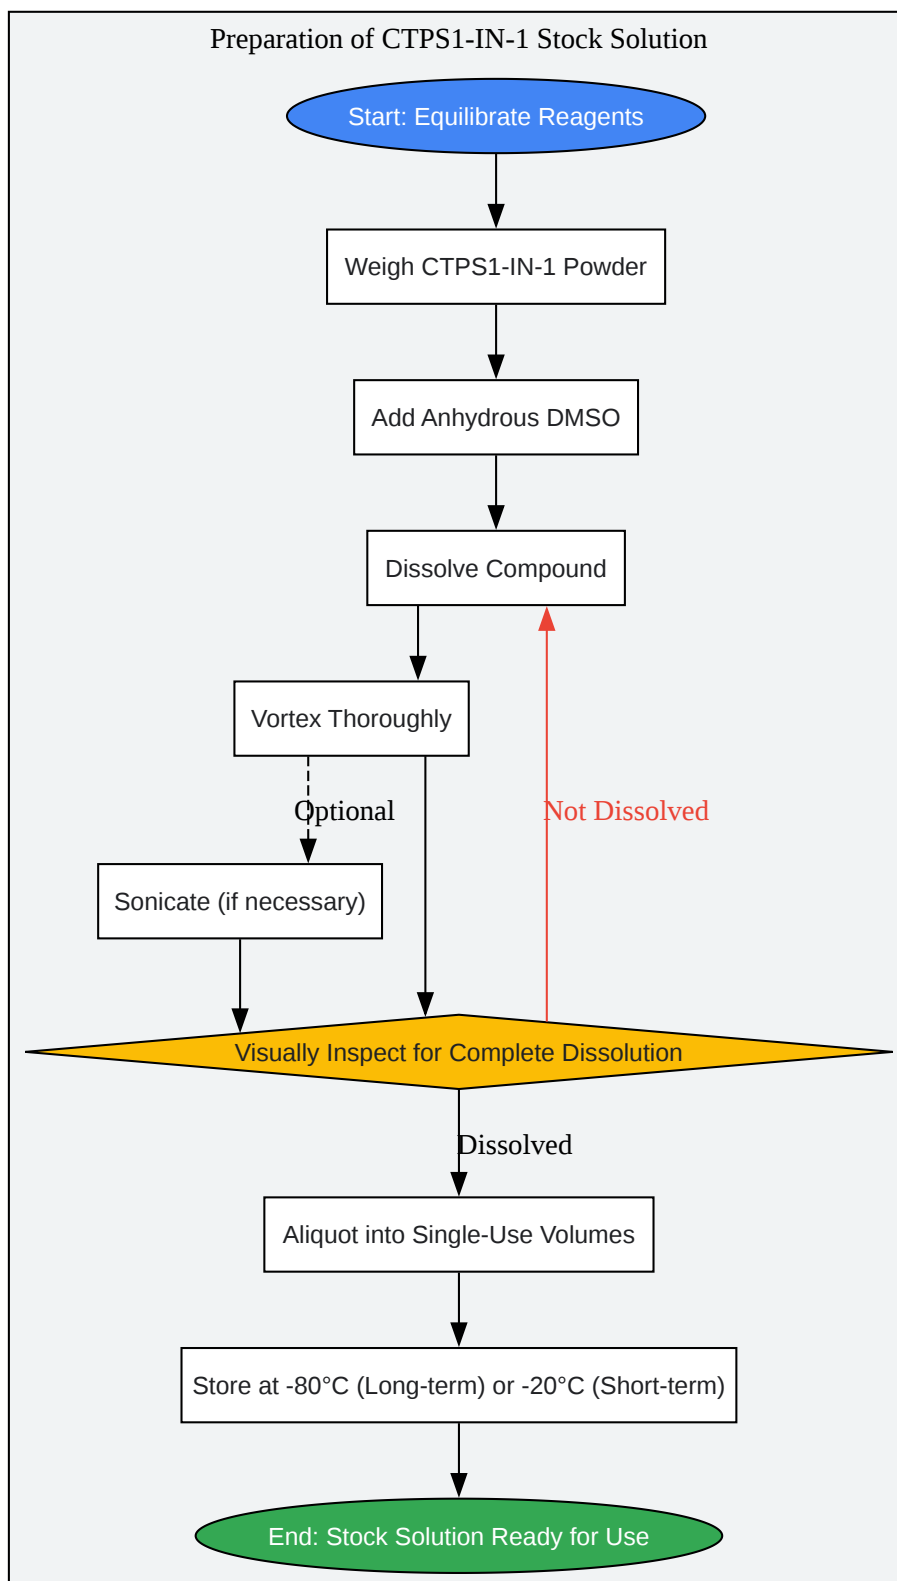 Preparation of CTPS1-IN-1 Stock Solution
Start: Equilibrate Reagents
Weigh CTPS1-IN-1 Powder
Add Anhydrous DMSO
Dissolve Compound
Vortex Thoroughly
Optional
Not Dissolved
Sonicate (if necessary)
Visually Inspect for Complete Dissolution
Dissolved
Aliquot into Single-Use Volumes
Store at -80°C (Long-term) or -20°C (Short-term)
End: Stock Solution Ready for Use